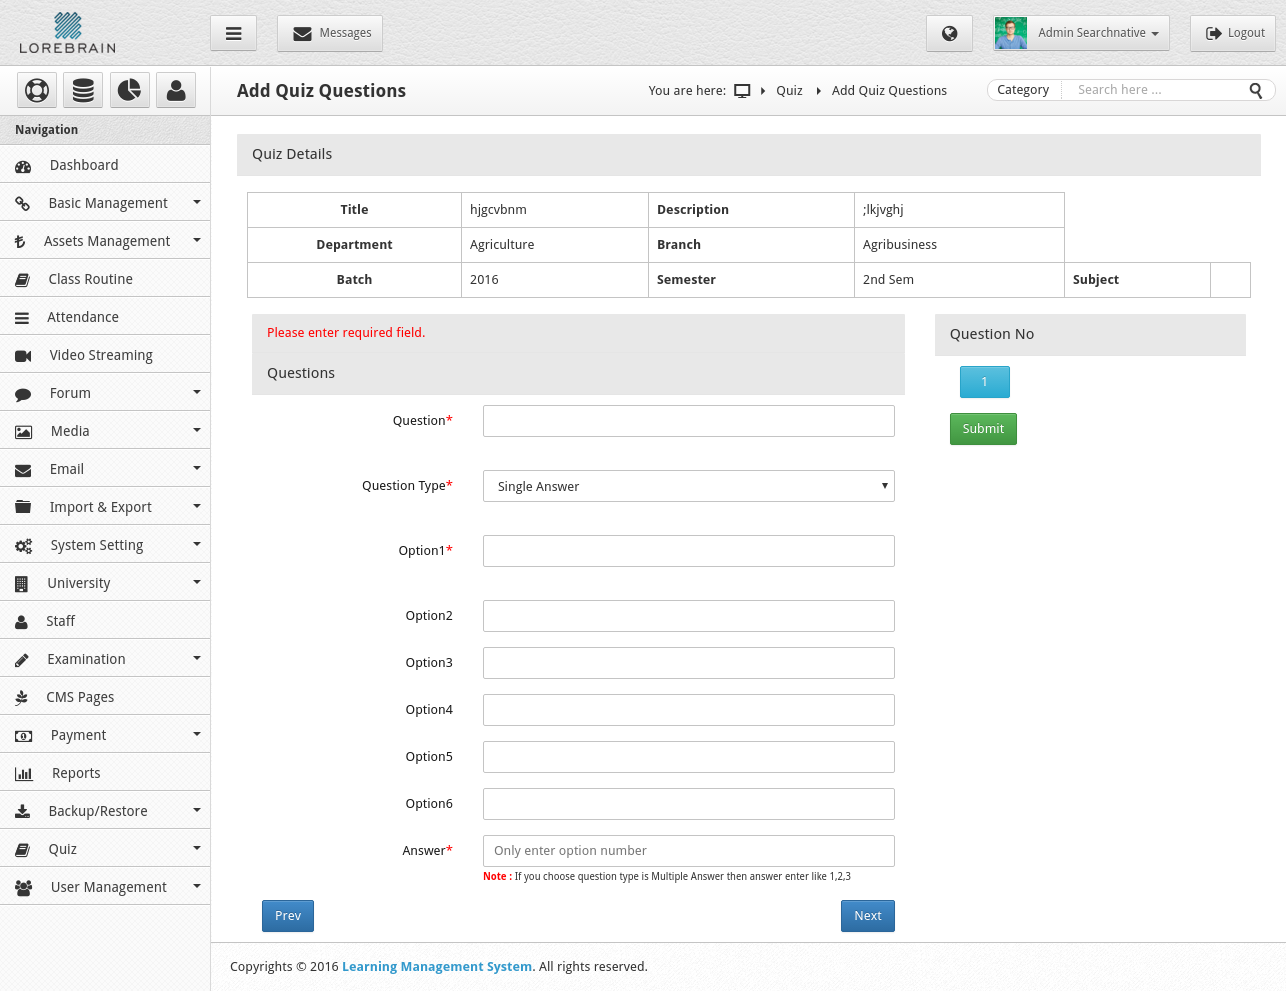 LOREBRAIN
Messages
Admin Searchnative
Logout
Add Quiz Questions
You are here: Quiz Add Quiz Questions
Category Search here ...
Navigation
Dashboard
Basic Management
Assets Management
Class Routine
Attendance
Video Streaming
Forum
Media
Email
Import & Export
System Setting
University
Staff
Examination
CMS Pages
Payment
Reports
Backup/Restore
Quiz
User Management
Quiz Details
Title hjgcvbnm Description ;lkjvghj
Department Agriculture Branch Agribusiness
Batch 2016 Semester 2nd Sem Subject
Please enter required field.
Questions
Question*
Question Type* Single Answer
Option1*
Option2
Option3
Option4
Option5
Option6
Answer* Only enter option number
Note : If you choose question type is Multiple Answer then answer enter like 1,2,3
Prev Next
Question No
1
Submit
Copyrights © 2016 Learning Management System. All rights reserved.